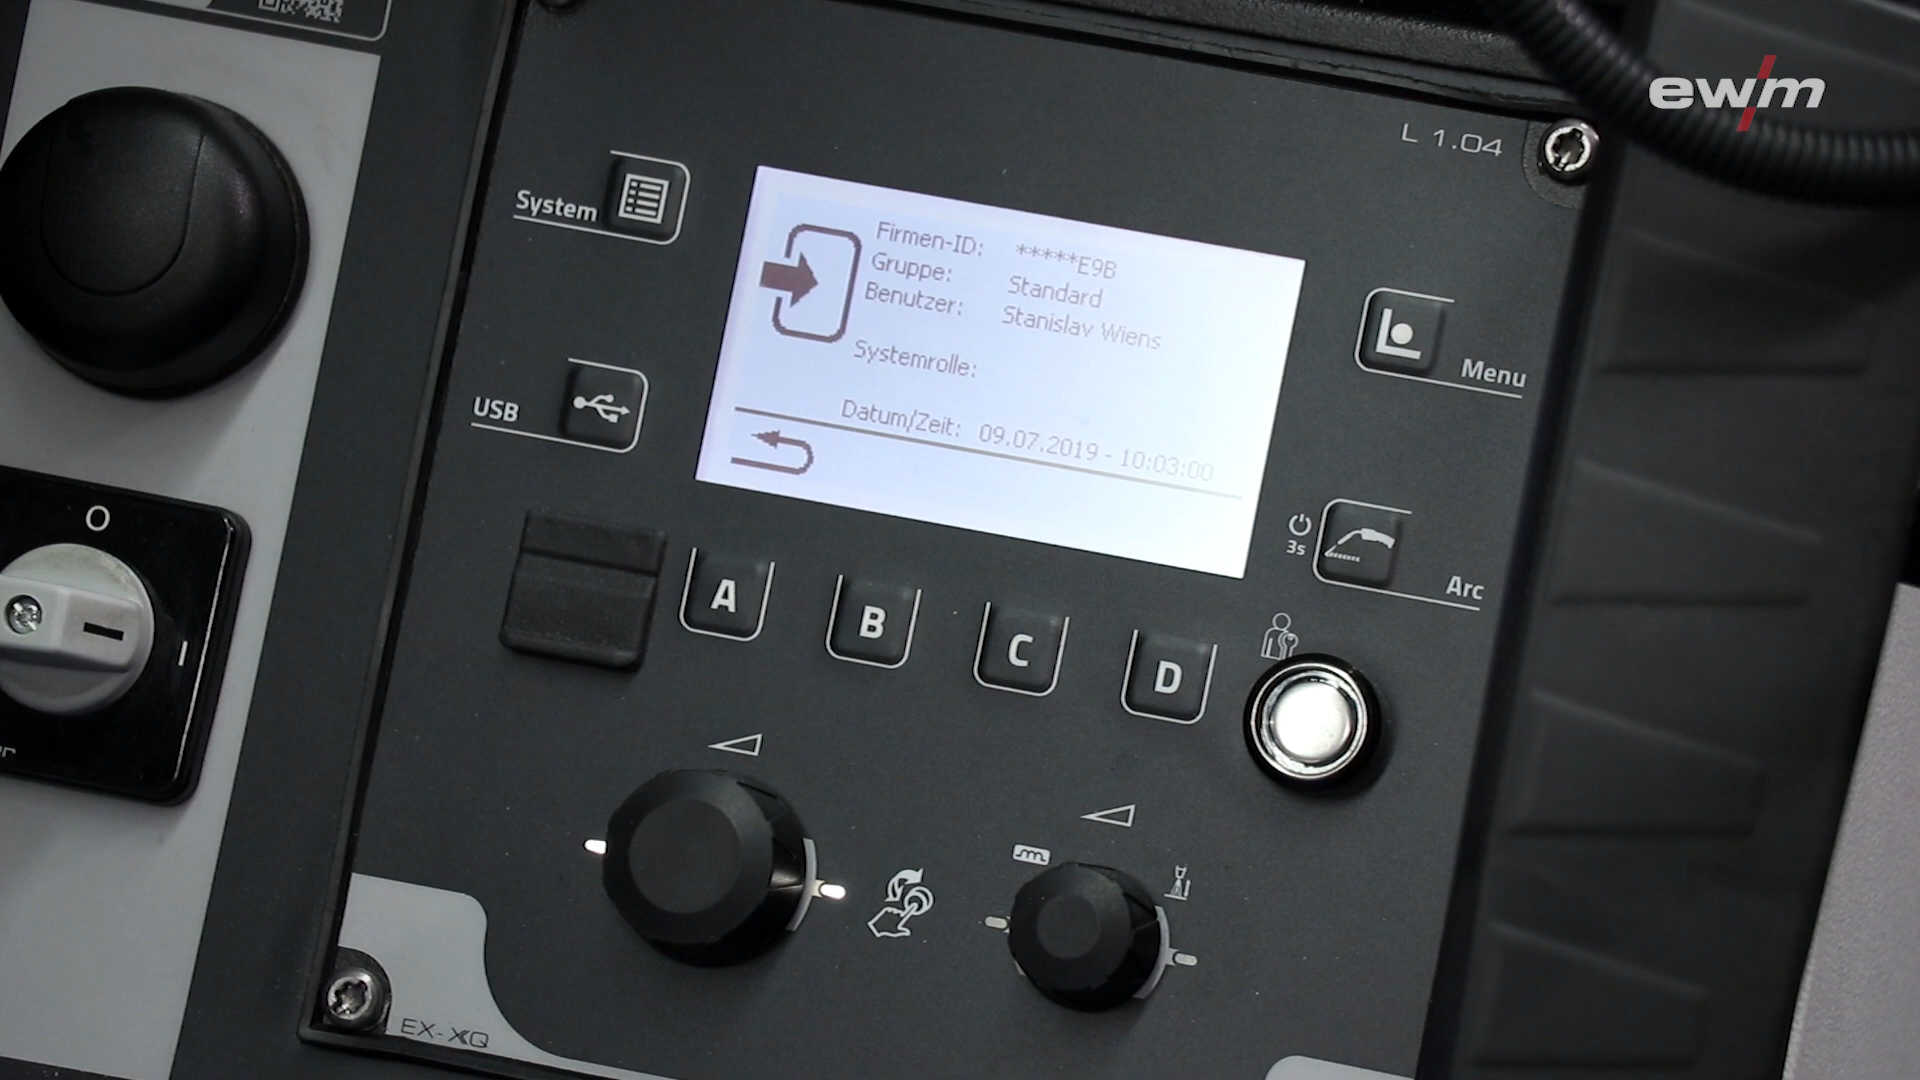 ewm
L 1.04
System
Firmen-ID: *****E9B
Gruppe: Standard
Benutzer: Stanislav Wiens
Systemrolle:
Datum/Zeit: 09.07.2019 - 10:03:00
Menu
USB
3s
Arc
O
A
B
C
D
EX-XQ